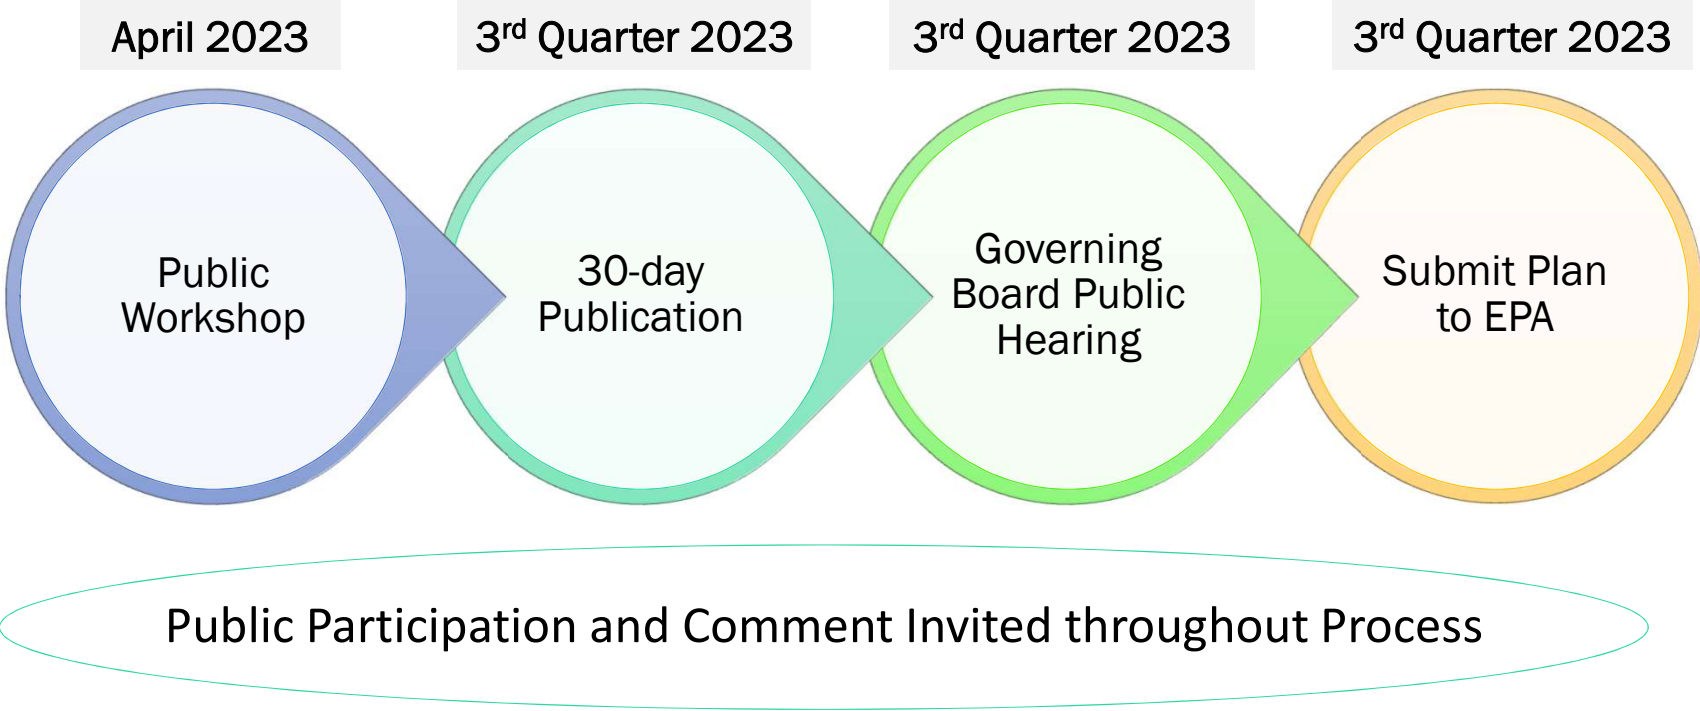 April 2023
3rd Quarter 2023
3rd Quarter 2023
3rd Quarter 2023
Public
Workshop
30-day
Publication
Governing
Board Public
Hearing
Submit Plan
to EPA
Public Participation and Comment Invited throughout Process